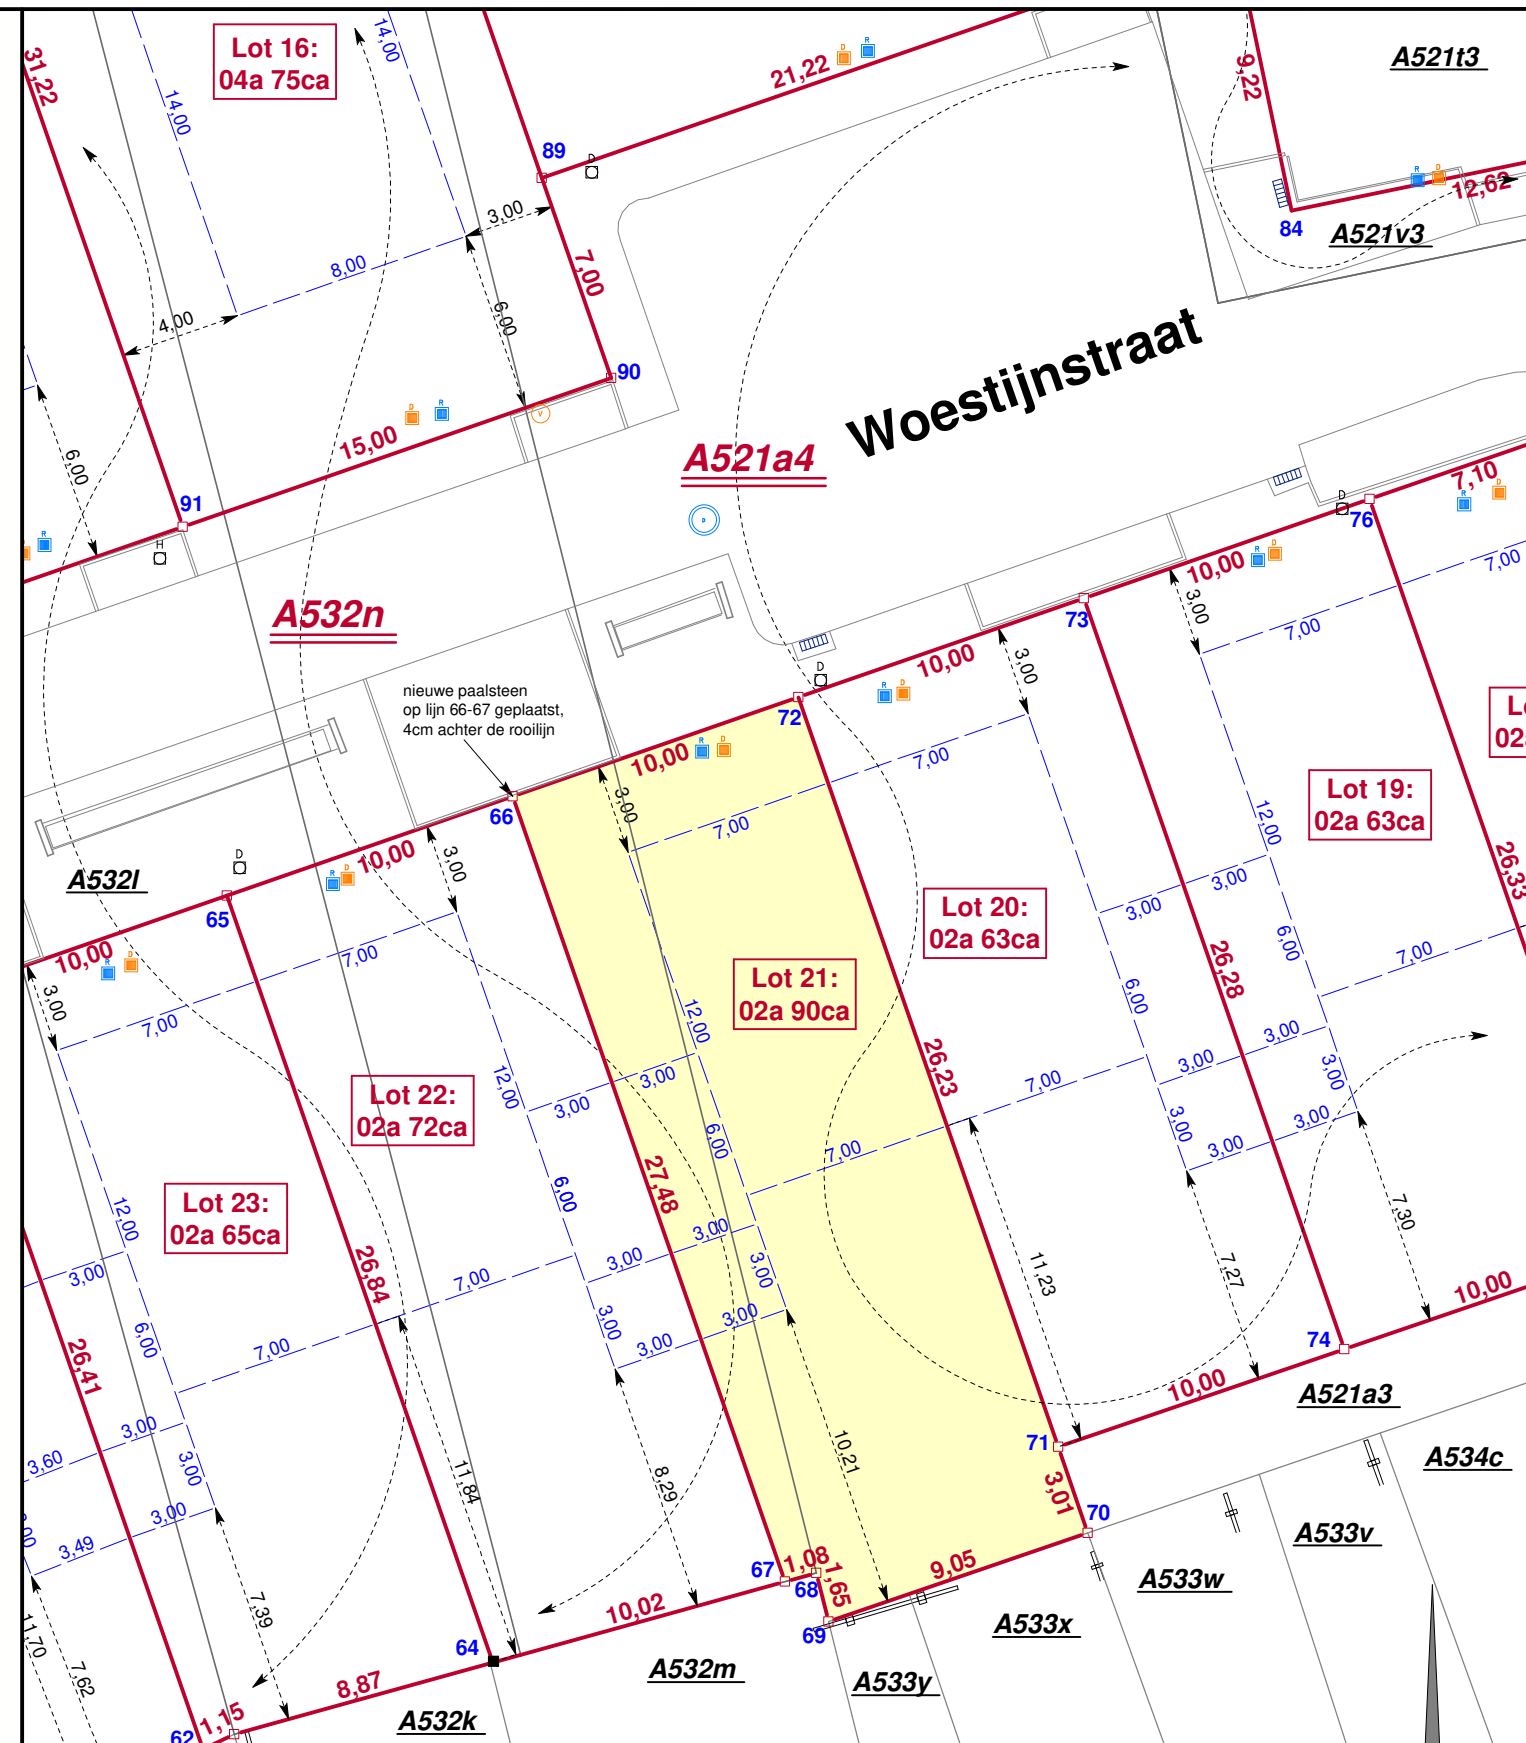 31,22
Lot 16:
04a 75ca
14,00
14,00
21,22
D
R
9,22
A521t3
89
D
3,00
7,00
8,00
4,00
6,00
R
D
12,62
84
A521v3
90
Woestijnstraat
D
R
V
15,00
6,00
A521a4
91
R
H
D
76
7,10
R
D
7,00
10,00
R
D
3,00
7,00
A532n
73
nieuwe paalsteen
op lijn 66-67 geplaatst,
4cm achter de rooilijn
D
72
10,00
R
D
3,00
7,00
10,00
R
D
3,00
7,00
66
Lot 19:
02a 63ca
12,00
26,33
A532l
D
R
D
10,00
3,00
65
7,00
3,00
3,00
Lot 20:
02a 63ca
6,00
7,00
10,00
R
D
3,00
7,00
Lot 21:
02a 90ca
12,00
26,28
6,00
3,00
3,00
3,00
3,00
3,00
3,00
26,23
7,00
Lot 22:
02a 72ca
12,00
3,00
3,00
6,00
7,00
27,48
7,30
Lot 23:
02a 65ca
12,00
6,00
3,00
3,00
3,00
11,23
7,27
10,00
3,00
26,84
7,00
7,00
3,00
3,00
3,00
74
6,00
26,41
10,00
A521a3
3,60
3,00
3,00
11,84
8,29
10,21
71
3,01
A534c
3,49
3,00
70
A533v
67
1,08
68
1,65
9,05
A533w
7,39
10,02
69
A533x
11,70
7,62
64
A532m
A533y
8,87
1,15
62
A532k